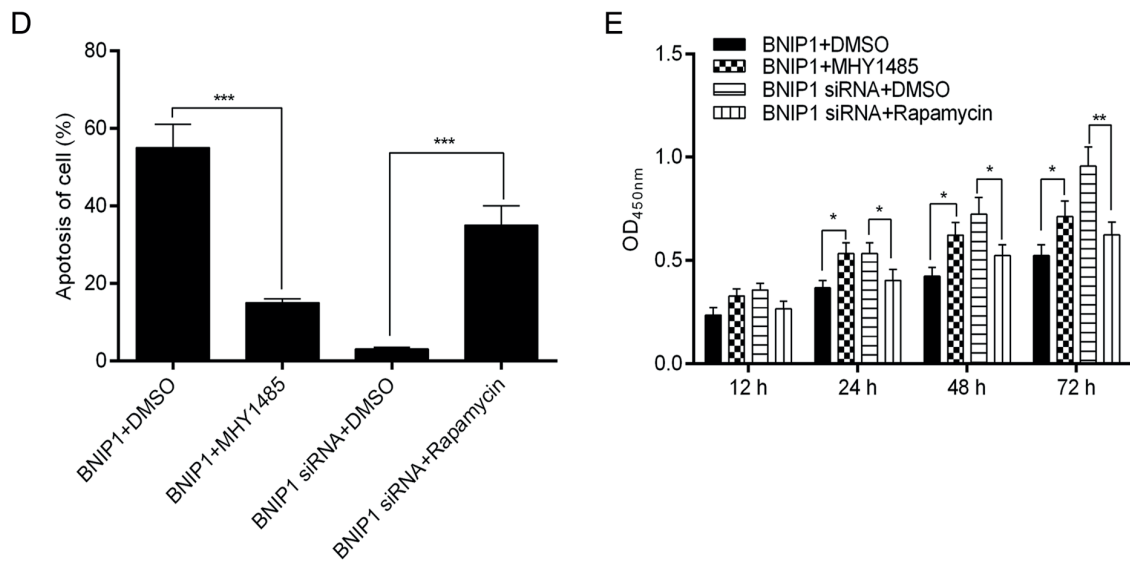 D
80
60
40
20
0
Apotosis of cell (%)
***
***
BNIP1+DMSO
BNIP1+MHY1485
BNIP1 siRNA+DMSO
BNIP1 siRNA+Rapamycin
E
BNIP1+DMSO
BNIP1+MHY1485
BNIP1 siRNA+DMSO
BNIP1 siRNA+Rapamycin
1.5
1.0
0.5
0.0
OD450nm
*
*
*
*
*
**
12 h
24 h
48 h
72 h